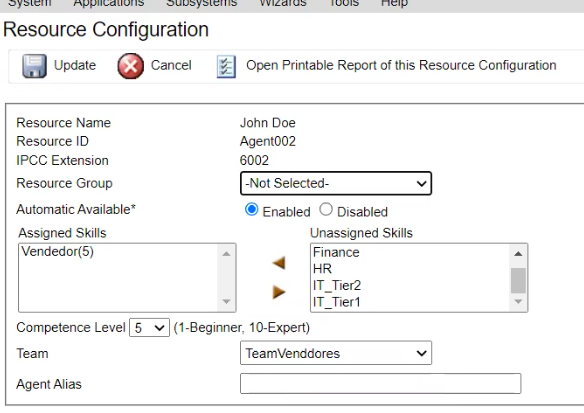 System Applications Subsystems Wizards Tools Help
Resource Configuration
Update Cancel Open Printable Report of this Resource Configuration
Resource Name John Doe
Resource ID Agent002
IPCC Extension 6002
Resource Group -Not Selected-
Automatic Available* Enabled Disabled
Assigned Skills Unassigned Skills
Vendedor(5) Finance
HR
IT_Tier2
IT_Tier1
Competence Level 5 (1-Beginner, 10-Expert)
Team TeamVenddores
Agent Alias